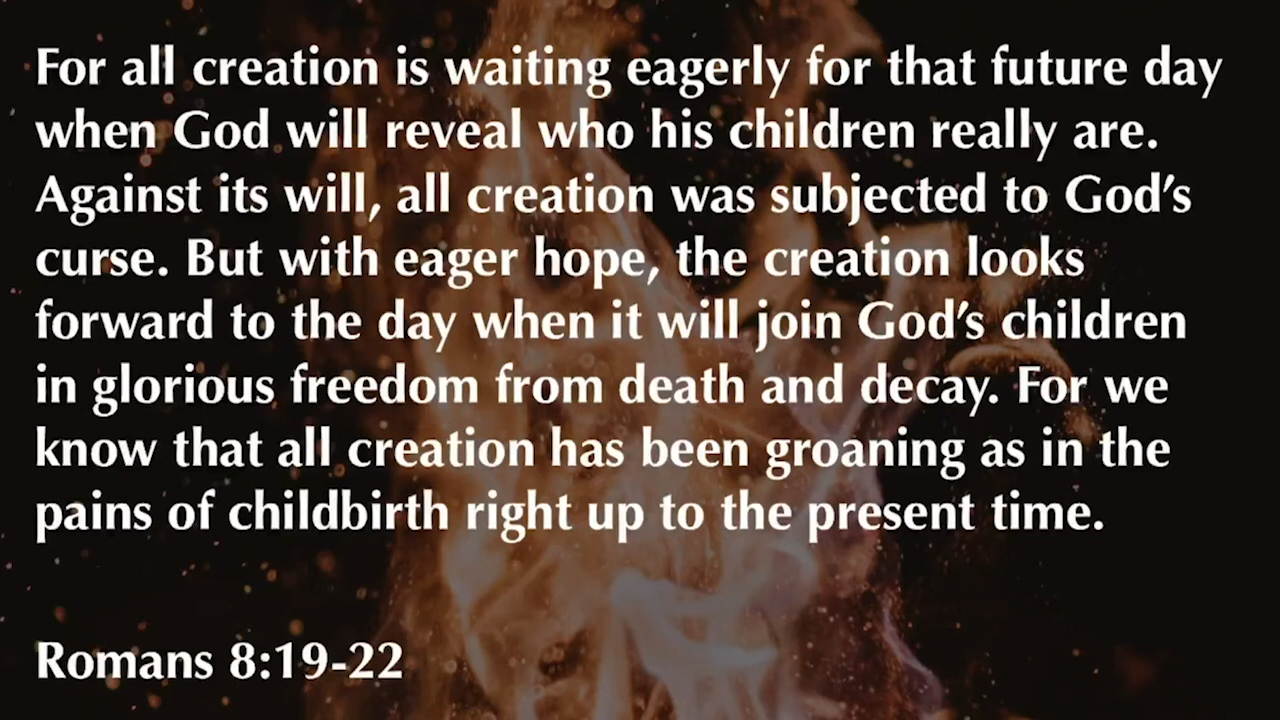 For all creation is waiting eagerly for that future day
when God will reveal who his children really are.
Against its will, all creation was subjected to God’s
curse. But with eager hope, the creation looks
forward to the day when it will join God’s children
in glorious freedom from death and decay. For we
know that all creation has been groaning as in the
pains of childbirth right up to the present time.
Romans 8:19-22